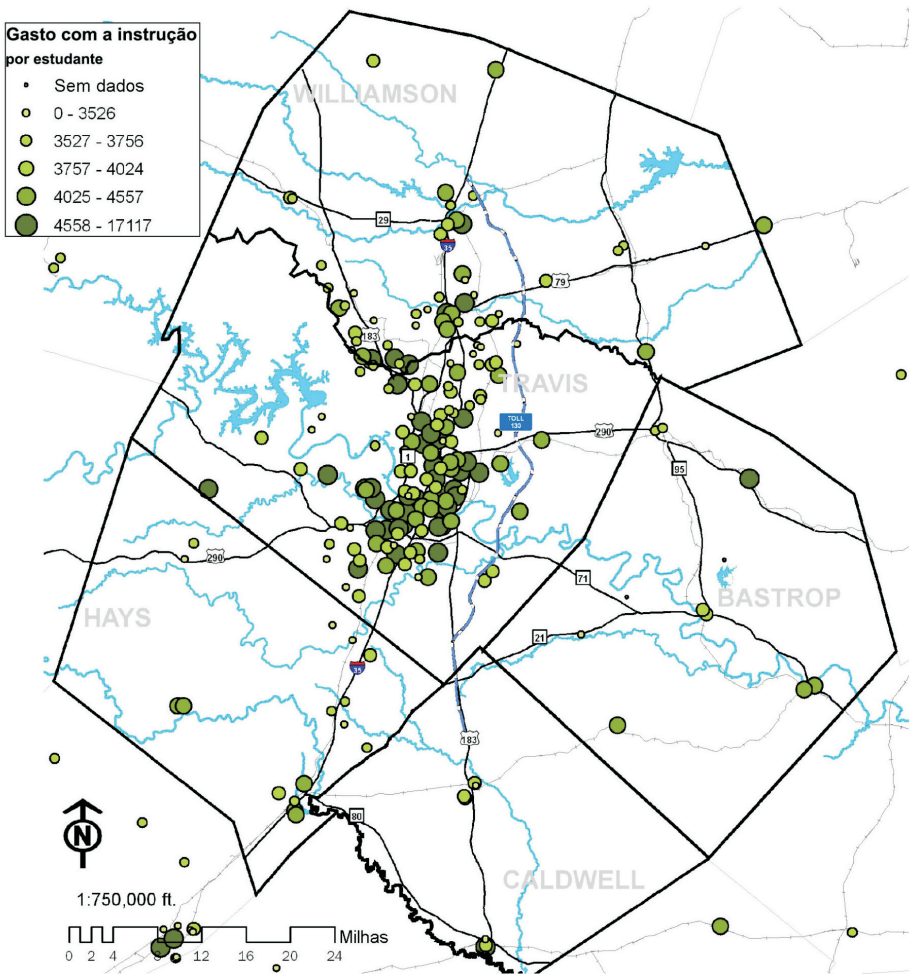 Gasto com a instrução
por estudante
Sem dados
0 - 3526
3527 - 3756
3757 - 4024
4025 - 4557
4558 - 17117
WILLIAMSON
29
35
79
183
TRAVIS
TOLL
130
290
1
95
290
71
BASTROP
HAYS
21
35
183
80
N
CALDWELL
1:750,000 ft.
Milhas
0 2 4 8 12 16 20 24